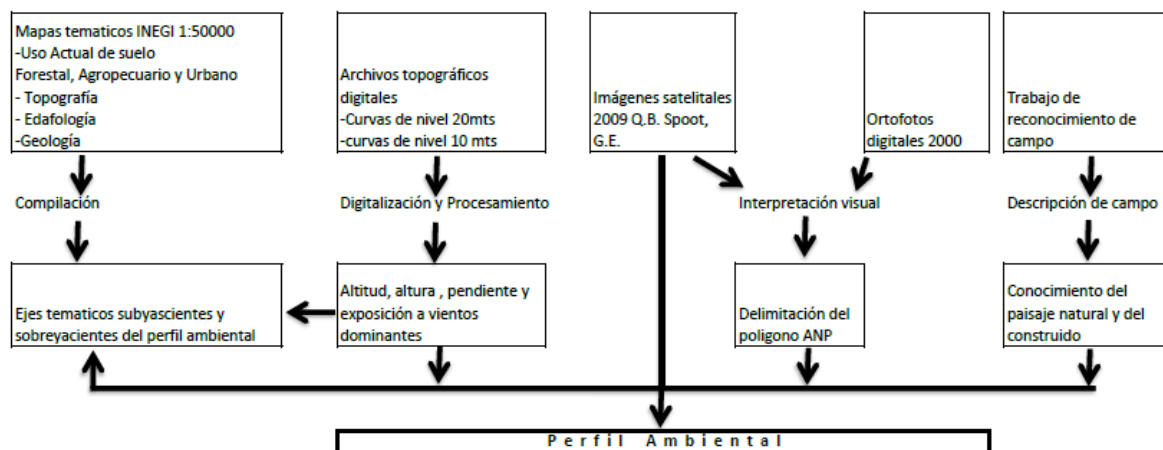 Mapas tematicos INEGI 1:50000
-Uso Actual de suelo
Forestal, Agropecuario y Urbano
- Topografía
- Edafología
-Geología
Archivos topográficos
digitales
-Curvas de nivel 20mts
-curvas de nivel 10 mts
Imágenes satelitales
2009 Q.B. Spoot,
G.E.
Ortofotos
digitales 2000
Trabajo de
reconocimiento de
campo
Compilación
Digitalización y Procesamiento
Interpretación visual
Descripción de campo
Ejes tematicos subyascientes y
sobreyacientes del perfil ambiental
Altitud, altura , pendiente y
exposición a vientos
dominantes
Delimitación del
poligono ANP
Conocimiento del
paisaje natural y del
construido
Perfil Ambiental